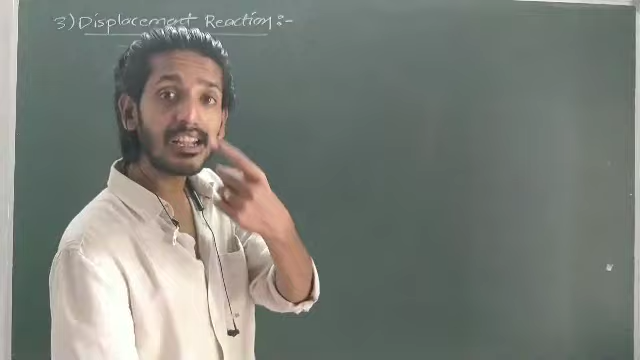 3) Displacement Reaction :-